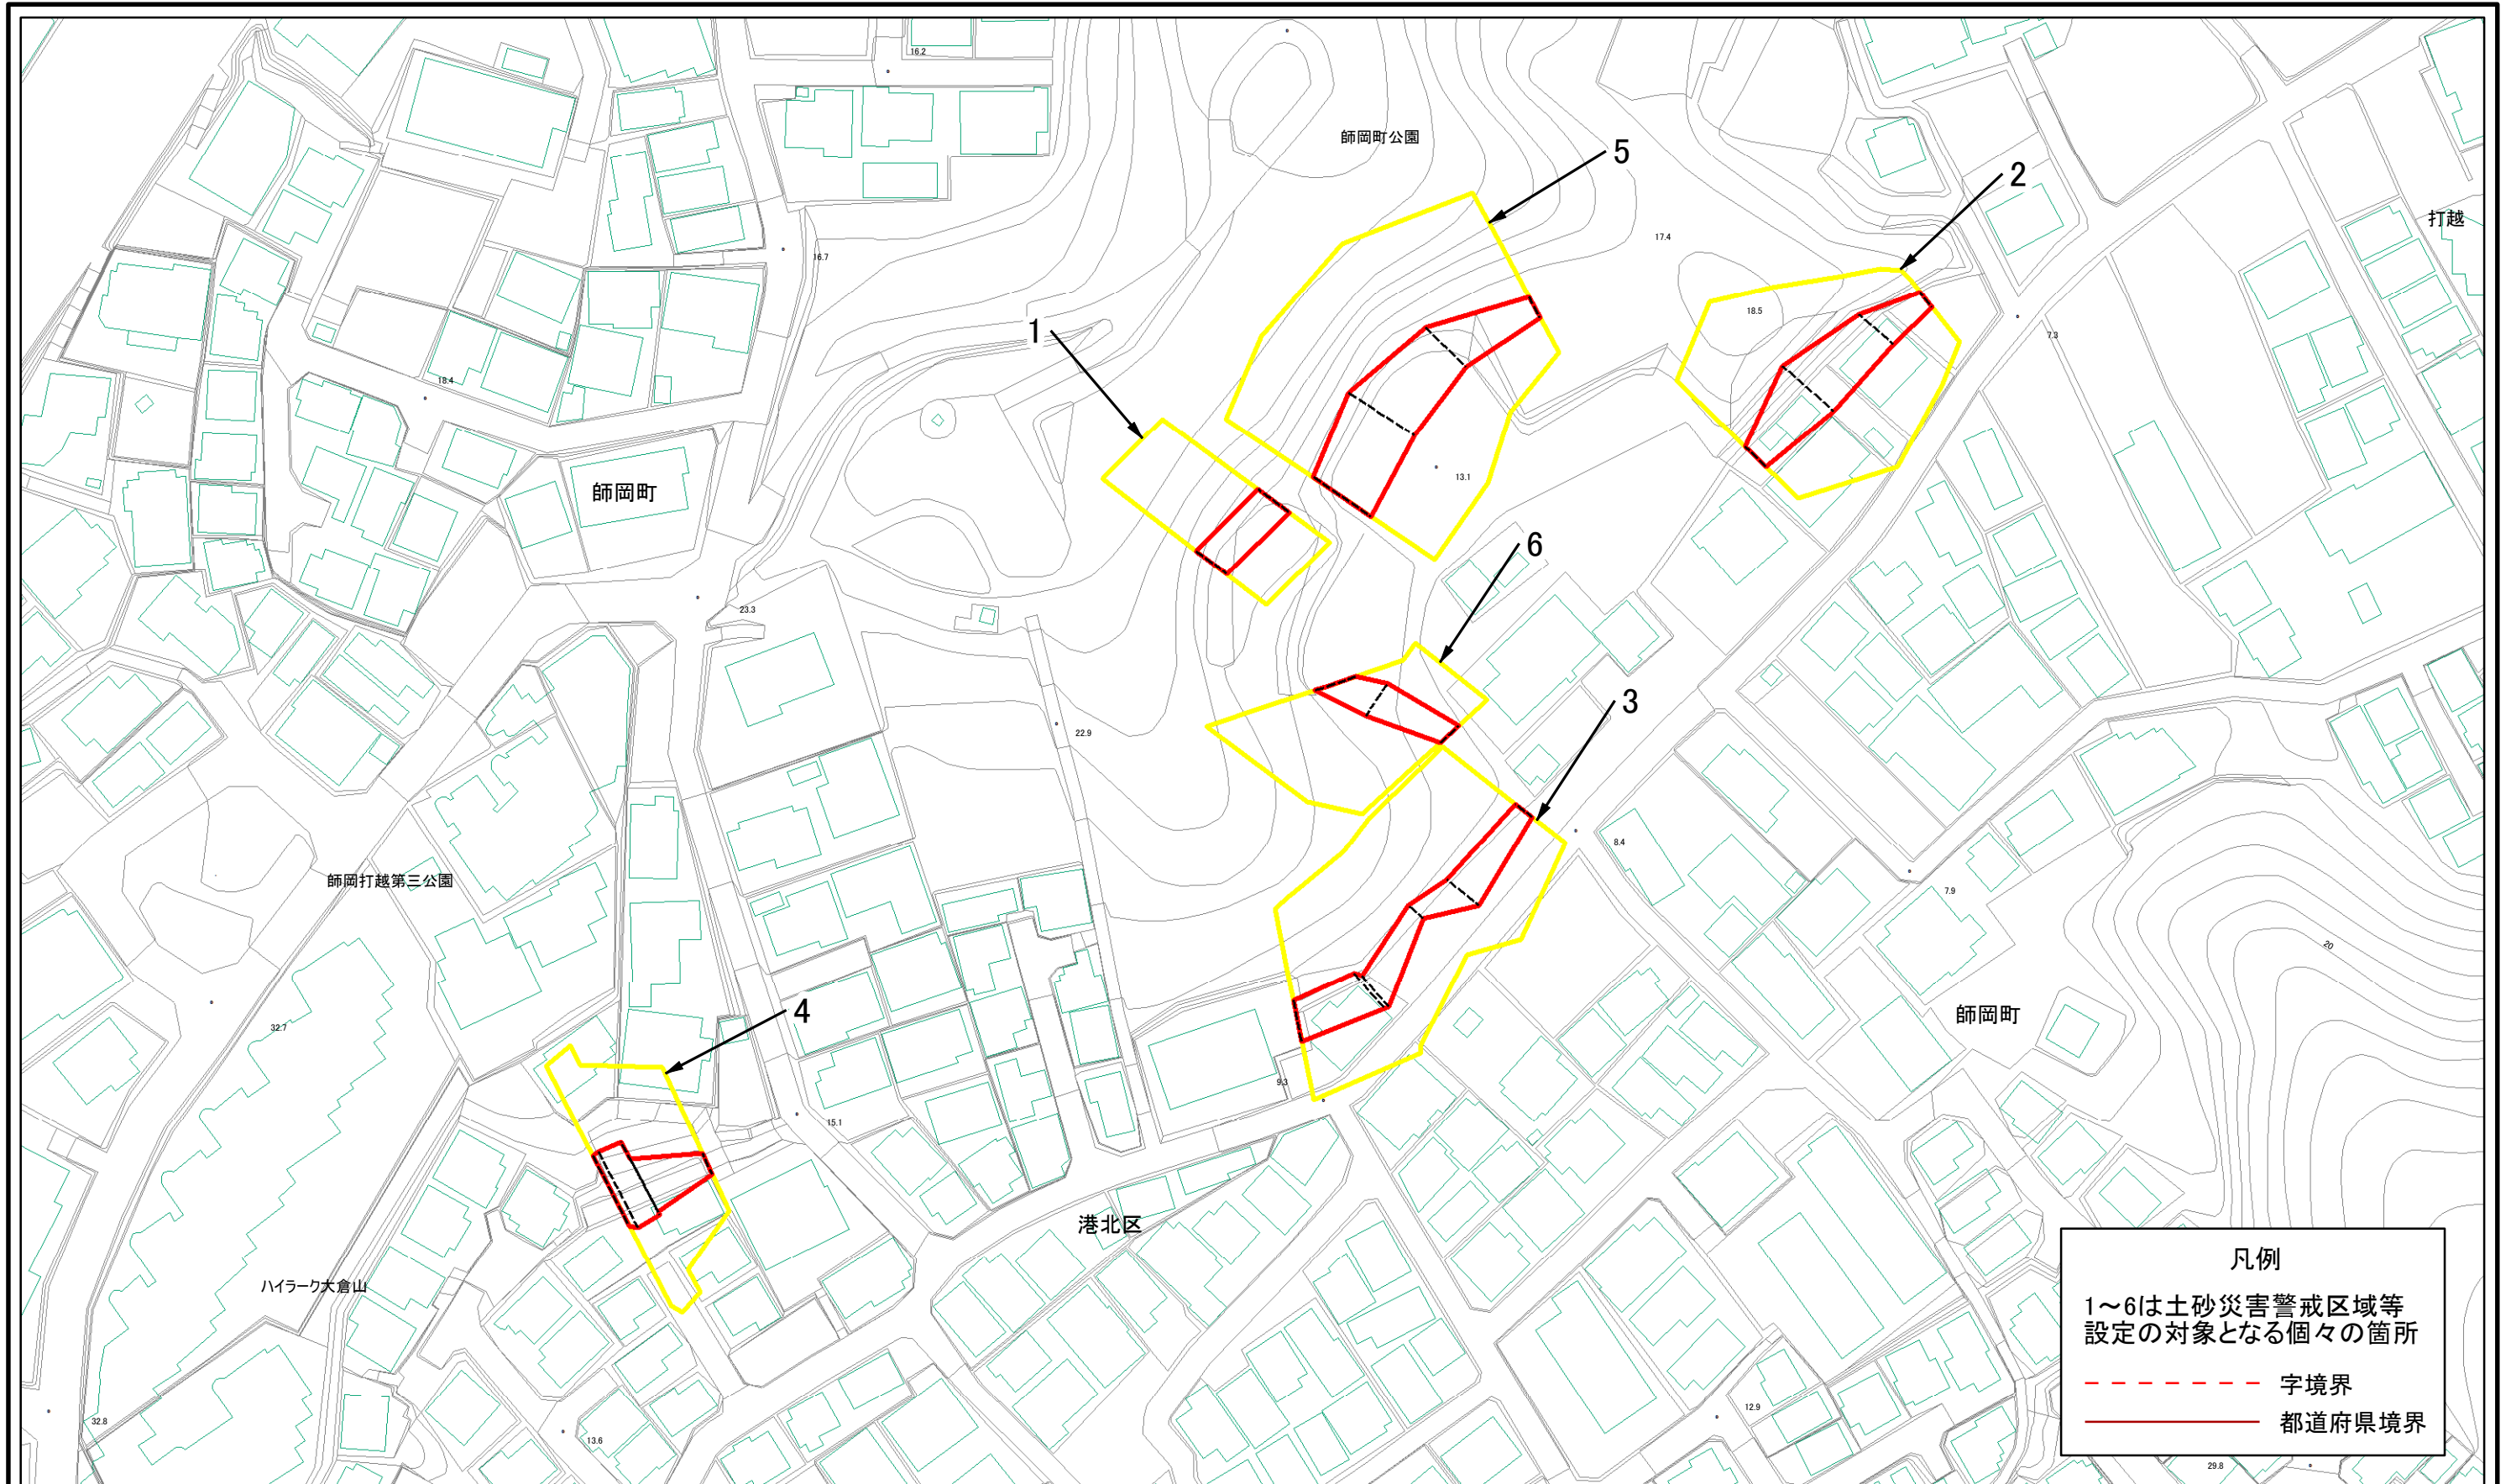 16.2
師岡町公園
5
2
打越
17.4
16.7
18.5
7.3
1
18.4
13.1
師岡町
6
23.3
3
22.9
8.4
師岡打越第三公園
7.9
20
4
32.7
師岡町
9.3
15.1
港北区
ハイラーク大倉山
凡例
1～6は土砂災害警戒区域等
設定の対象となる個々の箇所
字境界
都道府県境界
32.8
13.6
12.9
29.8